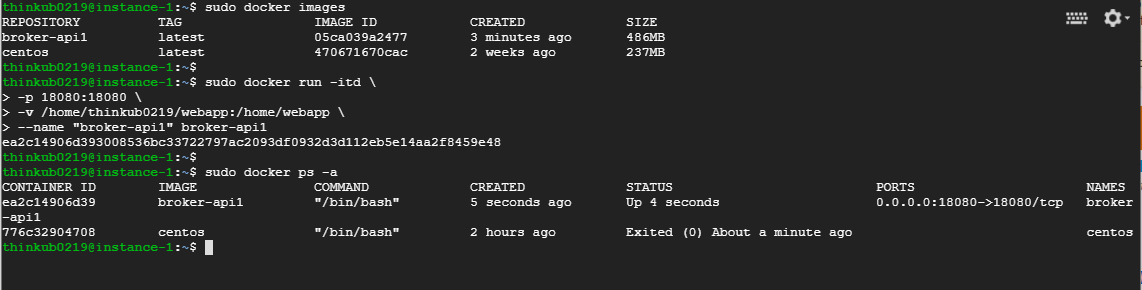 thinkub0219@instance-1:~$ sudo docker images
REPOSITORY TAG IMAGE ID CREATED SIZE
broker-api1 latest 05ca039a2477 3 minutes ago 486MB
centos latest 470671670cac 2 weeks ago 237MB
thinkub0219@instance-1:~$
thinkub0219@instance-1:~$ sudo docker run -itd \
> -p 18080:18080 \
> -v /home/thinkub0219/webapp:/home/webapp \
> --name "broker-api1" broker-api1
ea2c14906d393008536bc33722797ac2093df0932d3d112eb5e14aa2f8459e48
thinkub0219@instance-1:~$
thinkub0219@instance-1:~$ sudo docker ps -a
CONTAINER ID IMAGE COMMAND CREATED STATUS PORTS NAMES
ea2c14906d39 broker-api1 "/bin/bash" 5 seconds ago Up 4 seconds 0.0.0.0:18080->18080/tcp broker
-api1
776c32904708 centos "/bin/bash" 2 hours ago Exited (0) About a minute ago centos
thinkub0219@instance-1:~$